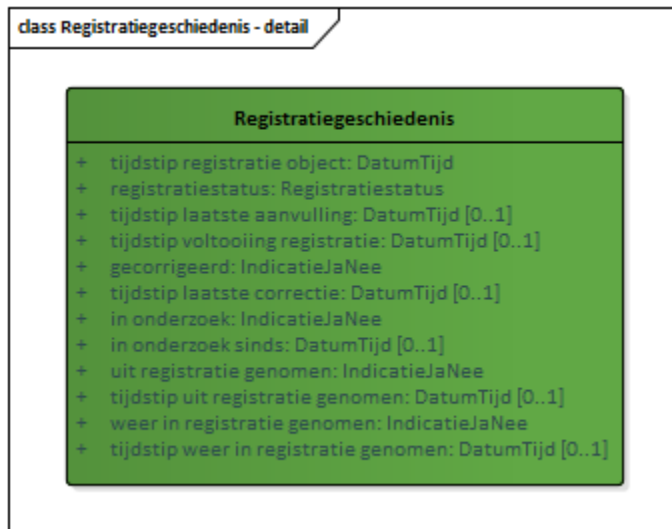 class Registratiegeschiedenis - detail
Registratiegeschiedenis
+ tijdstip registratie object: DatumTijd
+ registratiestatus: Registratiestatus
+ tijdstip laatste aanvulling: DatumTijd [0..1]
+ tijdstip voltooiing registratie: DatumTijd [0..1]
+ gecorrigeerd: IndicatieJaNee
+ tijdstip laatste correctie: DatumTijd [0..1]
+ in onderzoek: IndicatieJaNee
+ in onderzoek sinds: DatumTijd [0..1]
+ uit registratie genomen: IndicatieJaNee
+ tijdstip uit registratie genomen: DatumTijd [0..1]
+ weer in registratie genomen: IndicatieJaNee
+ tijdstip weer in registratie genomen: DatumTijd [0..1]